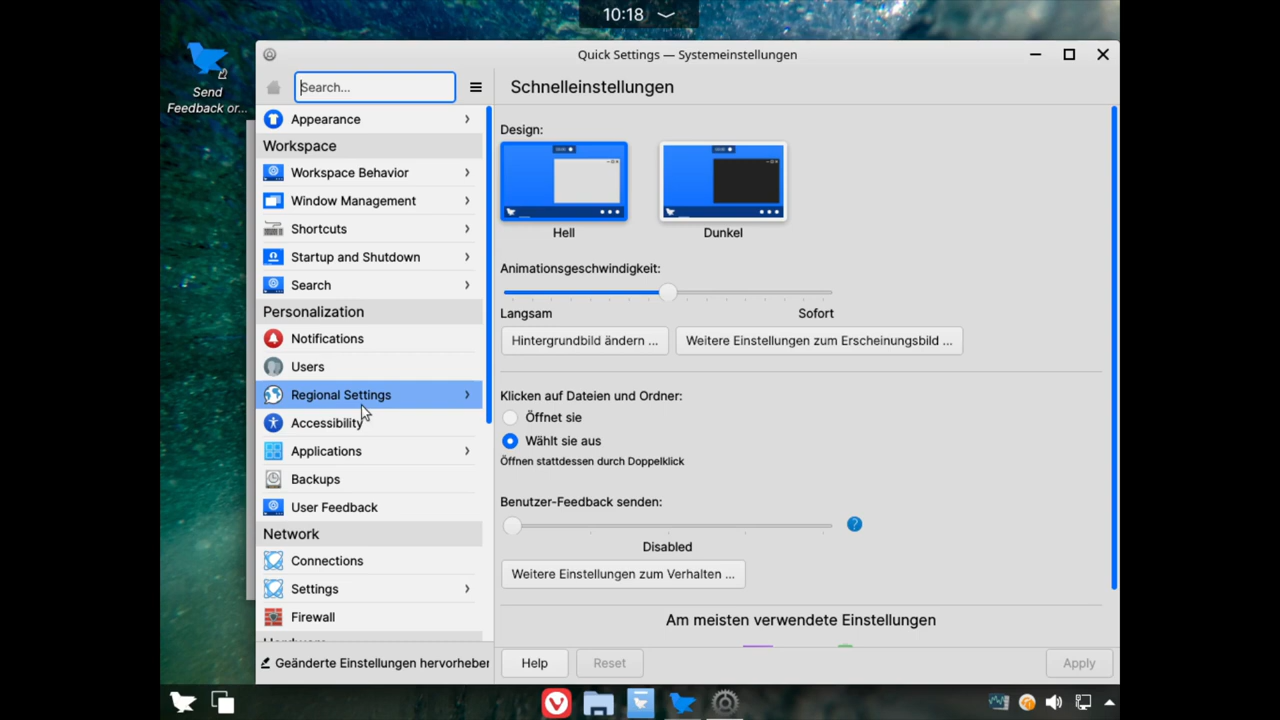 10:18
Send
Feedback or...
Quick Settings — Systemeinstellungen
Search...
Schnelleinstellungen
Appearance
Workspace
Workspace Behavior
Window Management
Shortcuts
Startup and Shutdown
Search
Personalization
Notifications
Users
Regional Settings
Accessibility
Applications
Backups
User Feedback
Network
Connections
Settings
Firewall
Hardware
Geänderte Einstellungen hervorheben
Design:
Hell
Dunkel
Animationsgeschwindigkeit:
Langsam
Sofort
Hintergrundbild ändern ...
Weitere Einstellungen zum Erscheinungsbild ...
Klicken auf Dateien und Ordner:
Öffnet sie
Wählt sie aus
Öffnen stattdessen durch Doppelklick
Benutzer-Feedback senden:
Disabled
Weitere Einstellungen zum Verhalten ...
Am meisten verwendete Einstellungen
Help
Reset
Apply